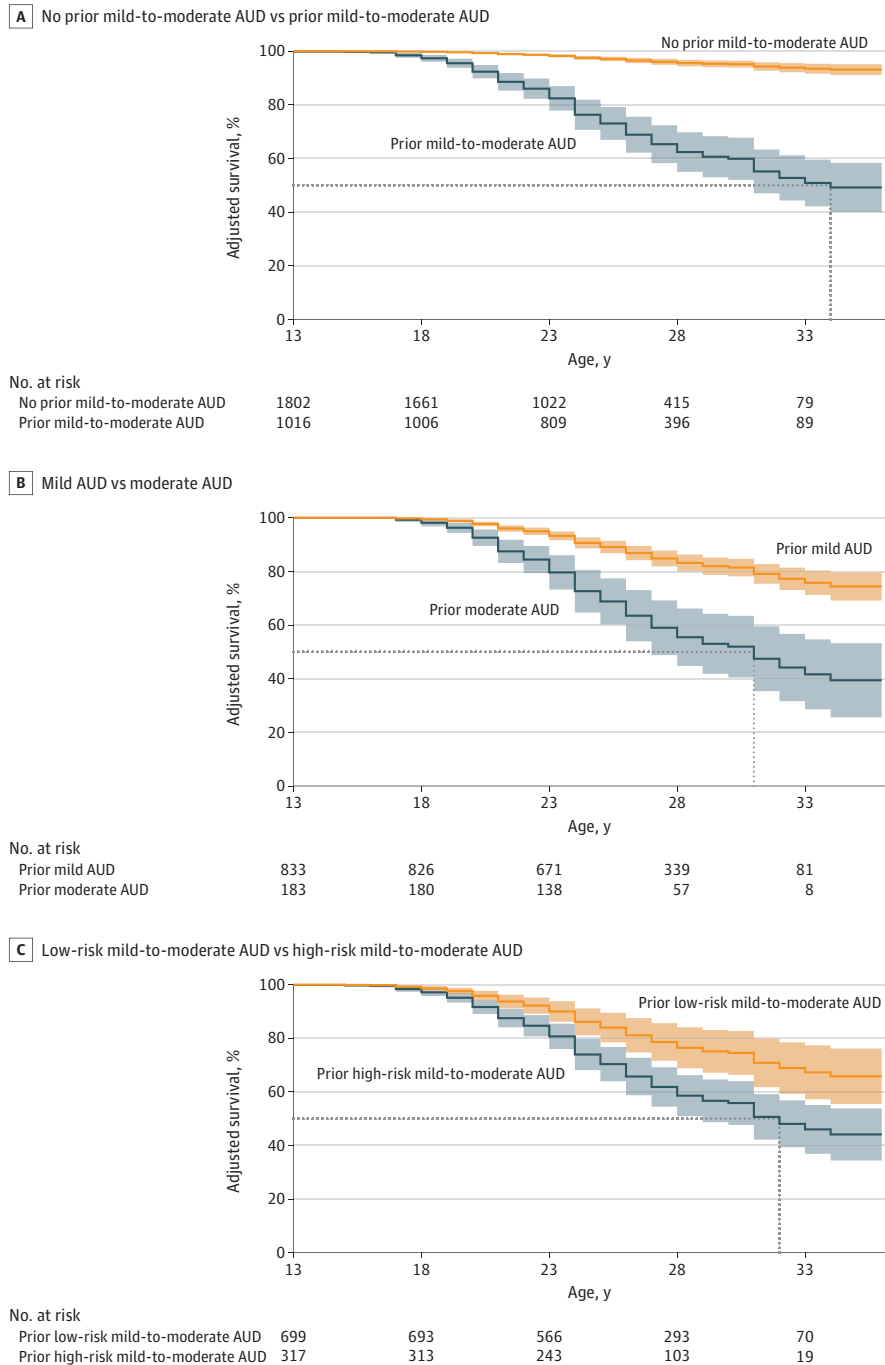 A No prior mild-to-moderate AUD vs prior mild-to-moderate AUD
No prior mild-to-moderate AUD
Prior mild-to-moderate AUD
Adjusted survival, %
100
80
60
40
20
0
13 18 23 28 33
Age, y
No. at risk
No prior mild-to-moderate AUD 1802 1661 1022 415 79
Prior mild-to-moderate AUD 1016 1006 809 396 89
B Mild AUD vs moderate AUD
Prior mild AUD
Prior moderate AUD
Adjusted survival, %
100
80
60
40
20
0
13 18 23 28 33
Age, y
No. at risk
Prior mild AUD 833 826 671 339 81
Prior moderate AUD 183 180 138 57 8
C Low-risk mild-to-moderate AUD vs high-risk mild-to-moderate AUD
Prior low-risk mild-to-moderate AUD
Prior high-risk mild-to-moderate AUD
Adjusted survival, %
100
80
60
40
20
0
13 18 23 28 33
Age, y
No. at risk
Prior low-risk mild-to-moderate AUD 699 693 566 293 70
Prior high-risk mild-to-moderate AUD 317 313 243 103 19